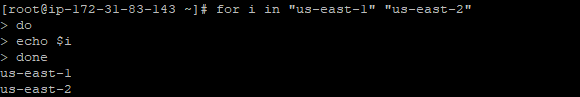 [root@ip-172-31-83-143 ~]# for i in "us-east-1" "us-east-2"
> do
> echo $i
> done
us-east-1
us-east-2